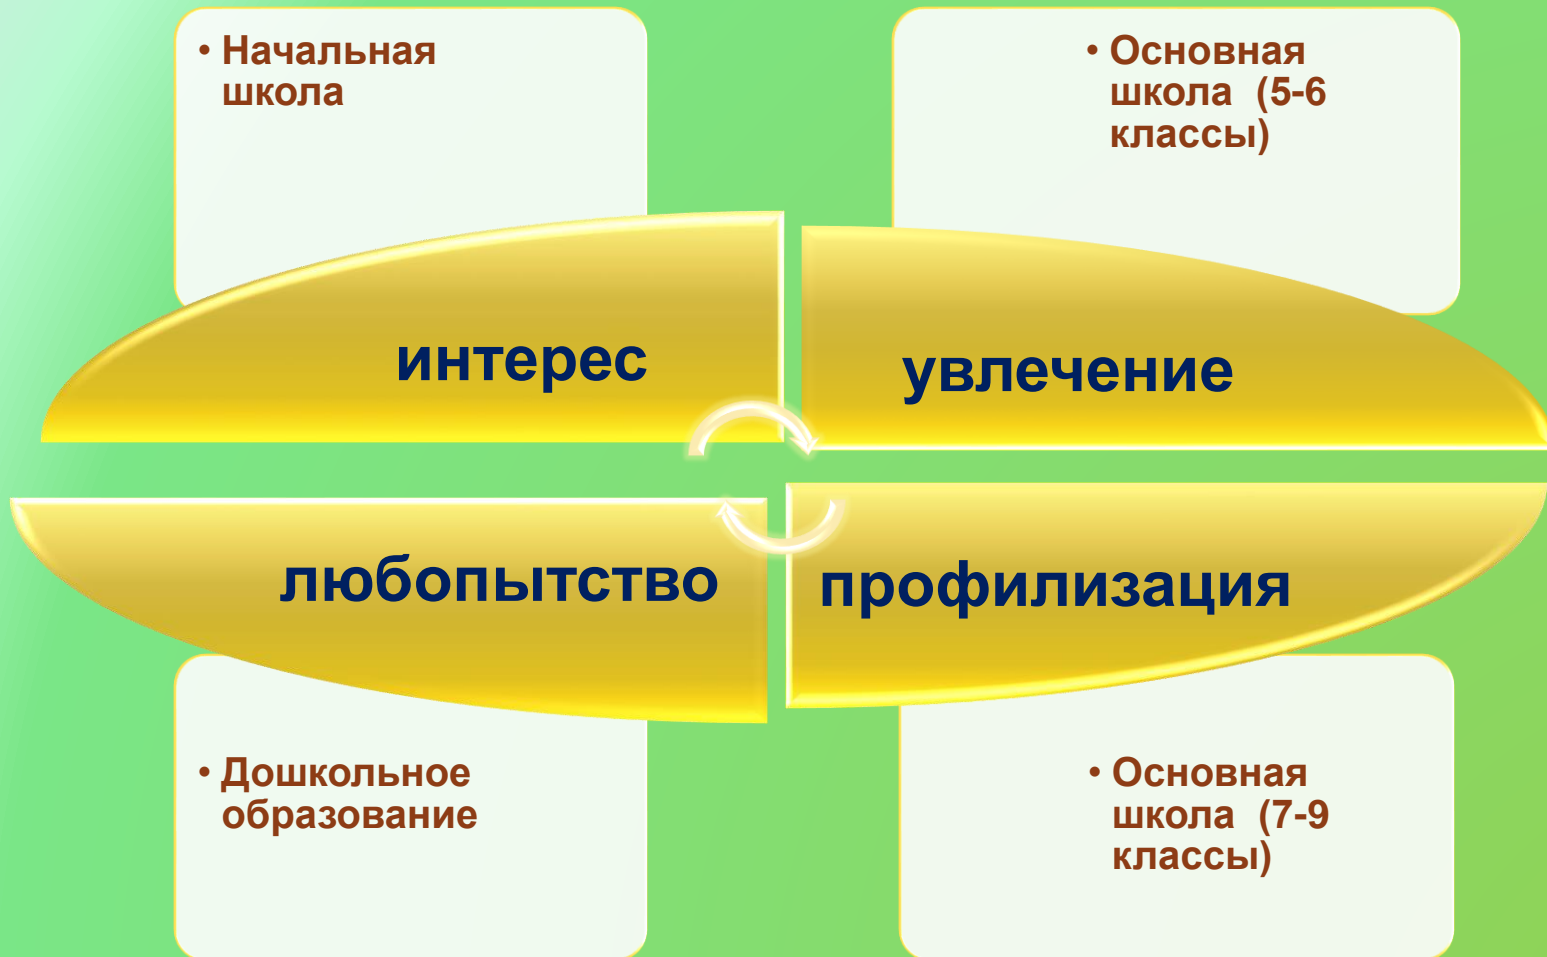 • Начальная
школа
• Основная
школа (5-6
классы)
интерес
увлечение
любопытство
профилизация
• Дошкольное
образование
• Основная
школа (7-9
классы)